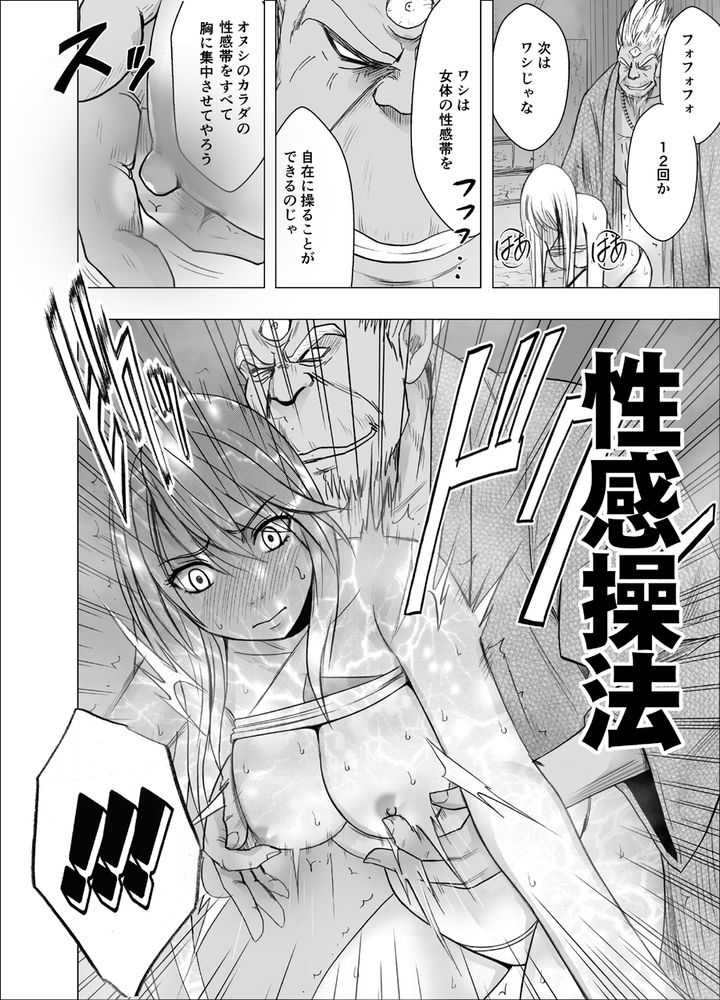 フォフォフォ
12回か
次は
ワシじゃな
はぁ
はぁ
ワシは
女体の性感帯を
フフフ…
自在に操ることが
できるのじゃ
オヌシのカラダの
性感帯をすべて
胸に集中させてやろう
ズッ
性感操法
ギュッ
!!!!